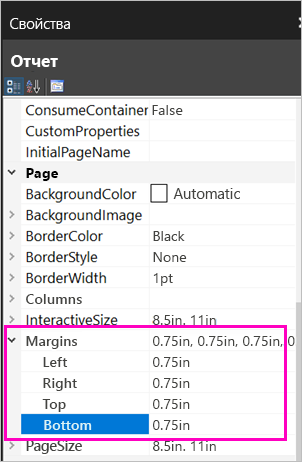 Свойства
Отчет
ConsumeContainer False
CustomProperties
InitialPageName
Page
BackgroundColor Automatic
BackgroundImage
BorderColor Black
BorderStyle None
BorderWidth 1pt
Columns
InteractiveSize 8.5in, 11in
Margins 0.75in, 0.75in, 0.75in, 0
Left 0.75in
Right 0.75in
Top 0.75in
Bottom 0.75in
PageSize 8.5in, 11in